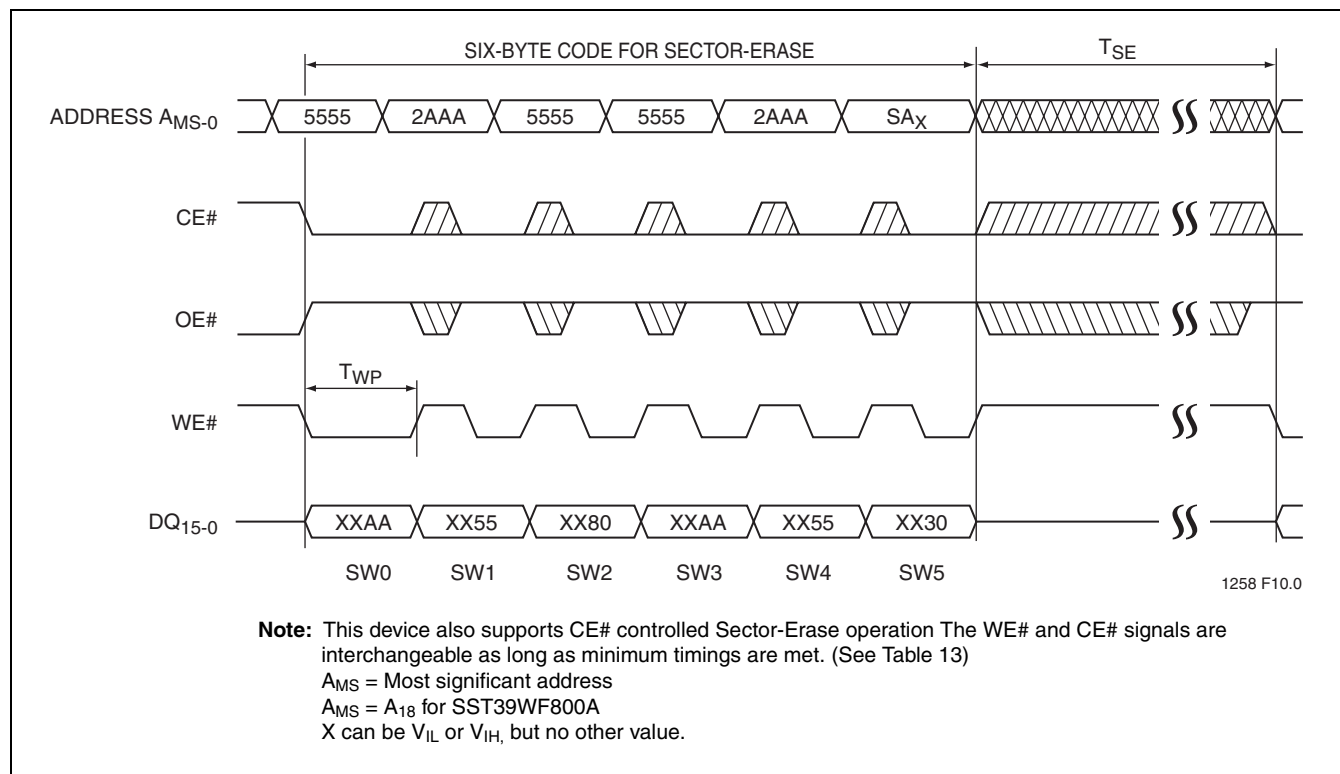 SIX-BYTE CODE FOR SECTOR-ERASE
TSE
ADDRESS AMS-0
5555
2AAA
5555
5555
2AAA
SAX
CE#
OE#
TWP
WE#
DQ15-0
XXAA
XX55
XX80
XXAA
XX55
XX30
SW0
SW1
SW2
SW3
SW4
SW5
1258 F10.0
Note: This device also supports CE# controlled Sector-Erase operation The WE# and CE# signals are
interchangeable as long as minimum timings are met. (See Table 13)
AMS = Most significant address
AMS = A18 for SST39WF800A
X can be VIL or VIH, but no other value.